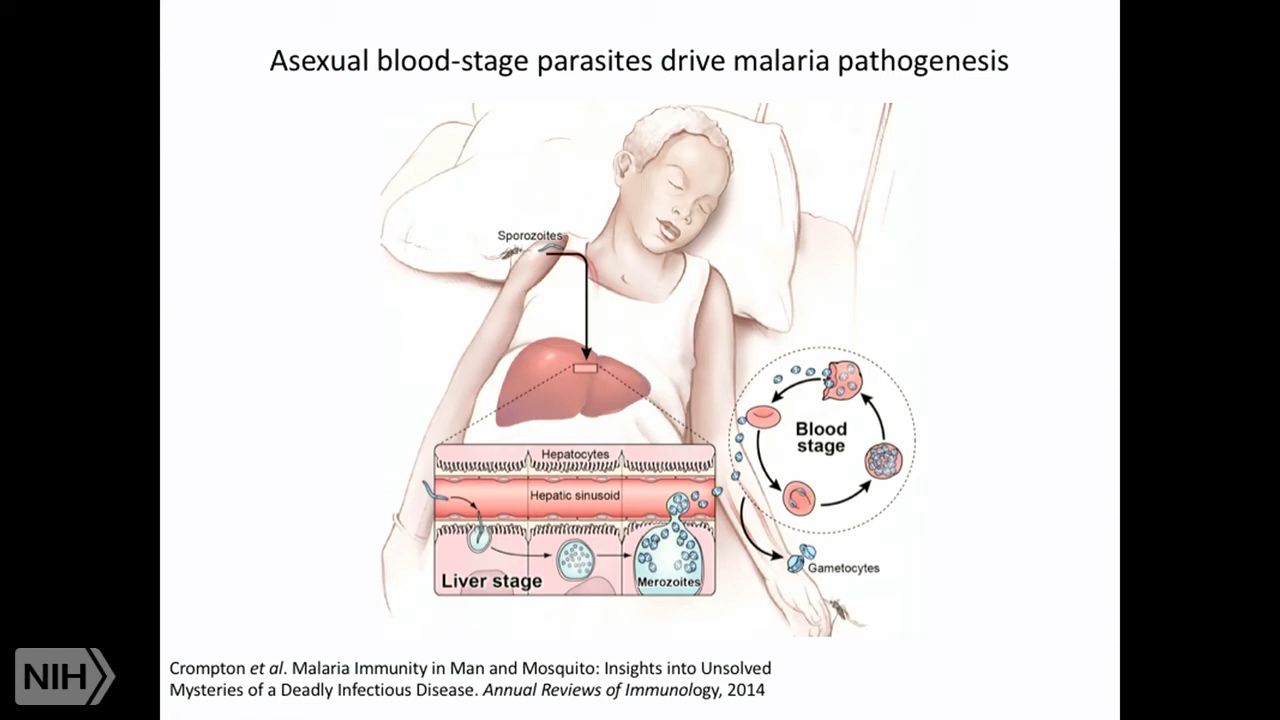 Asexual blood-stage parasites drive malaria pathogenesis
Sporozoites
Blood
stage
Hepatocytes
Hepatic sinusoid
Liver stage
Merozoites
Gametocytes
NIH
Crompton et al. Malaria Immunity in Man and Mosquito: Insights into Unsolved
Mysteries of a Deadly Infectious Disease. Annual Reviews of Immunology, 2014